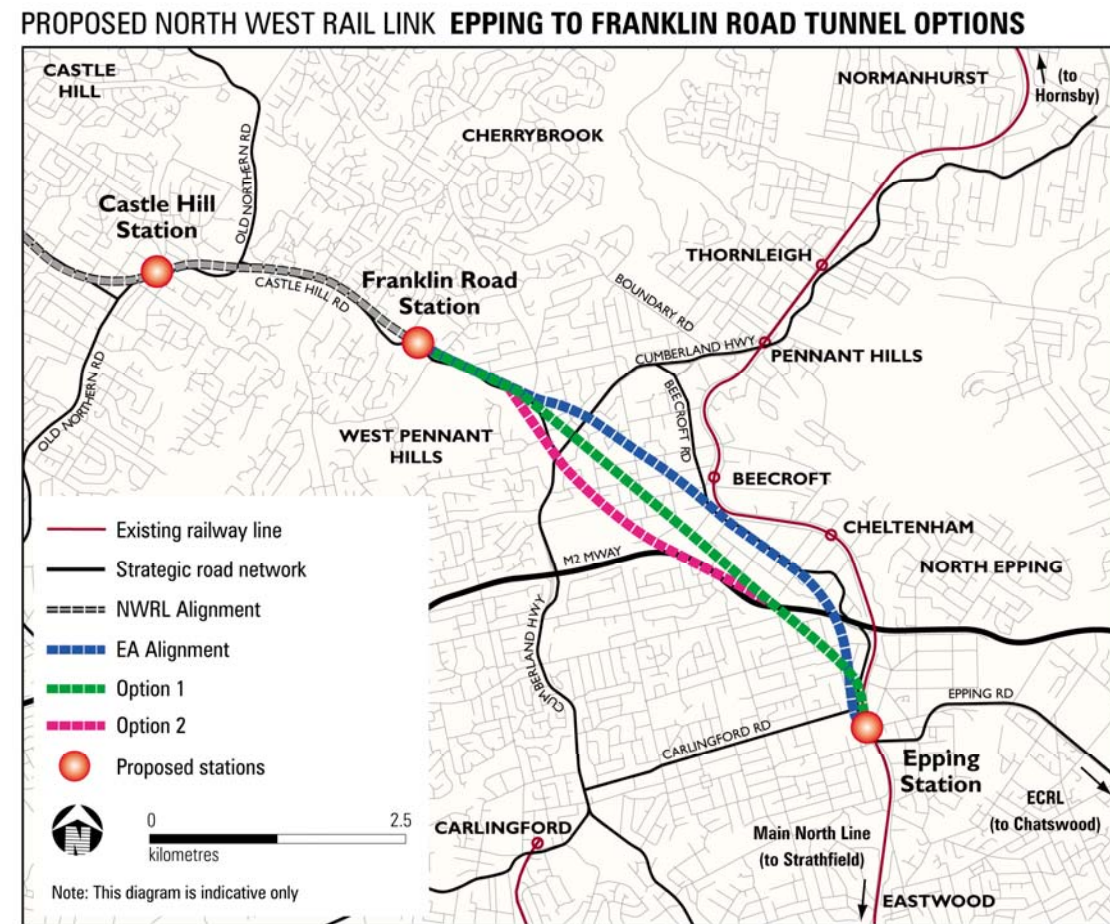 PROPOSED NORTH WEST RAIL LINK EPPING TO FRANKLIN ROAD TUNNEL OPTIONS
CASTLE
HILL
NORMANHURST
(to
Hornsby)
CHERRYBROOK
OLD NORTHERN RD
Castle Hill
Station
THORNLEIGH
Franklin Road
Station
CASTLE HILL RD
BOUNDARY RD
CUMBERLAND HWY
PENNANT HILLS
OLD NORTHERN RD
BEECROFT RD
WEST PENNANT
HILLS
BEECROFT
CHELTENHAM
M2 MWAY
NORTH EPPING
CUMBERLAND HWY
EPPING RD
CARLINGFORD RD
Epping
Station
ECRL
(to Chatswood)
CARLINGFORD
Main North Line
(to Strathfield)
EASTWOOD
Existing railway line
Strategic road network
NWRL Alignment
EA Alignment
Option 1
Option 2
Proposed stations
0 2.5
kilometres
Note: This diagram is indicative only